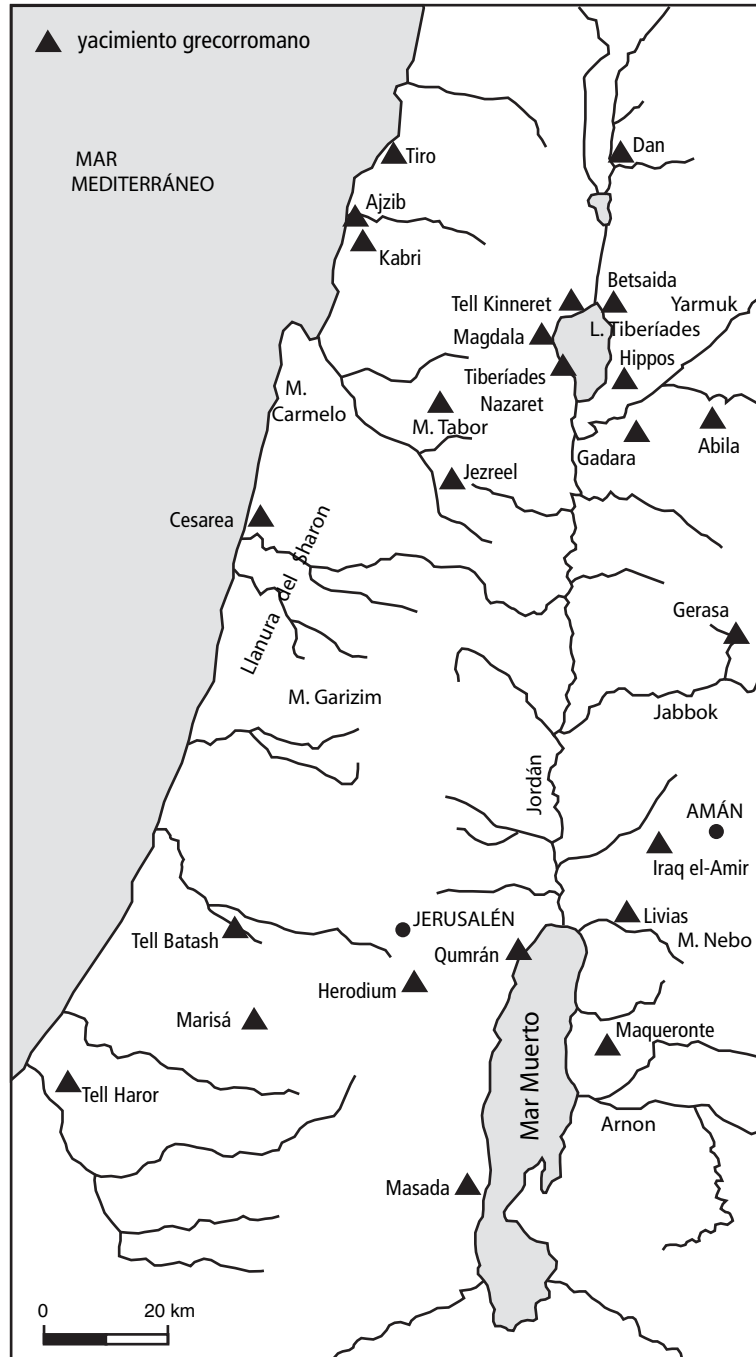 yacimiento grecorromano
MAR
MEDITERRÁNEO
Tiro
Dan
Ajzib
Kabri
Betsaida
Tell Kinneret
Yarmuk
L. Tiberíades
Magdala
Hippos
Tiberíades
M.
Carmelo
Nazaret
M. Tabor
Gadara
Abila
Jezreel
Cesarea
Llanura del Sharon
Gerasa
M. Garizim
Jabbok
Jordán
AMÁN
Iraq el-Amir
JERUSALÉN
Livias
Tell Batash
M. Nebo
Qumrán
Herodium
Marisá
Mar Muerto
Maqueronte
Tell Haror
Arnon
Masada
0 20 km